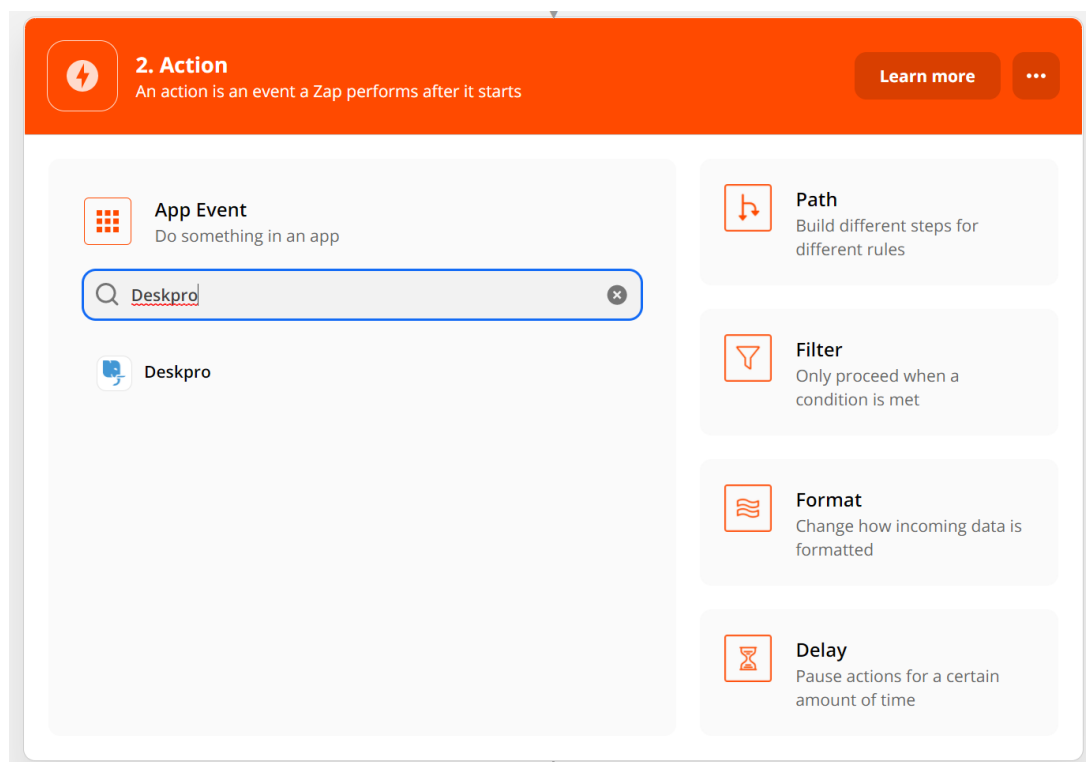 2. Action
An action is an event a Zap performs after it starts
Learn more
App Event
Do something in an app
Deskpro
Deskpro
Path
Build different steps for
different rules
Filter
Only proceed when a
condition is met
Format
Change how incoming data is
formatted
Delay
Pause actions for a certain
amount of time